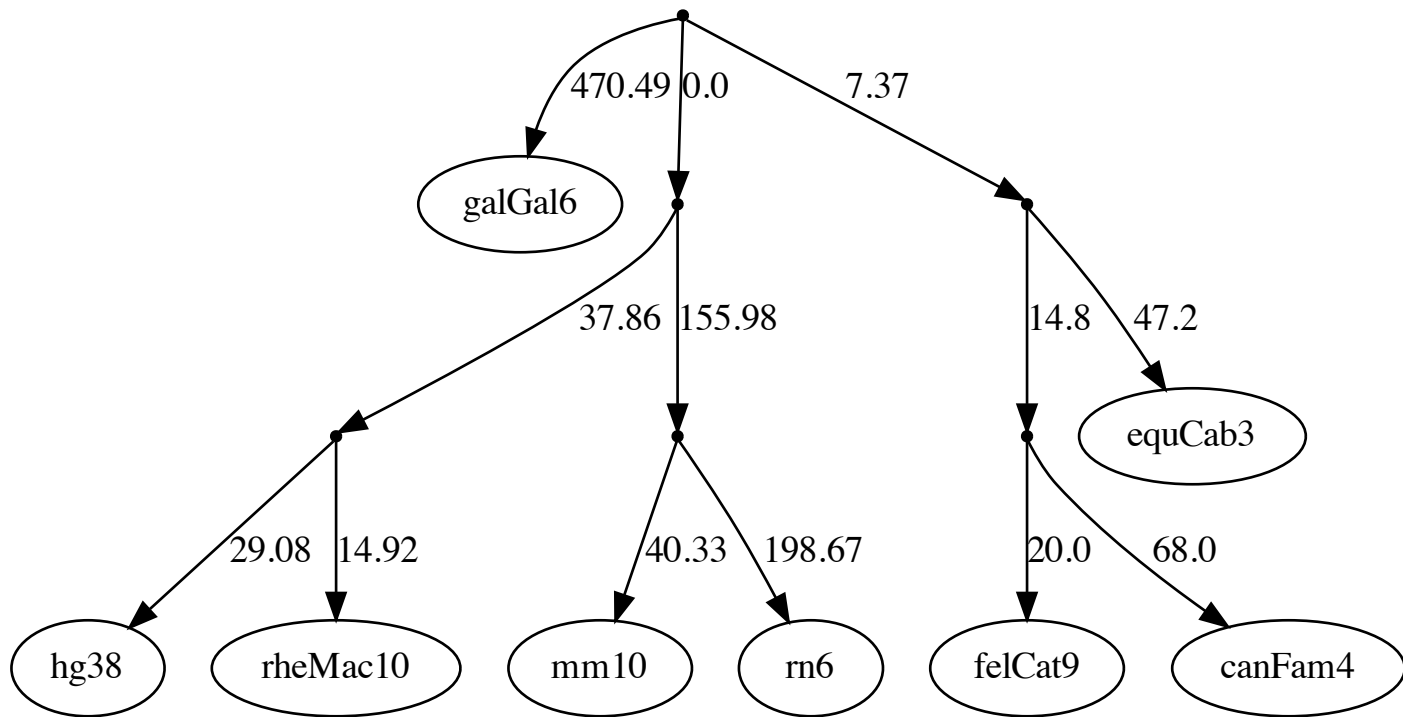 470.49 0.0 7.37
galGal6
37.86 155.98 14.8 47.2
equCab3
29.08 14.92 40.33 198.67 20.0 68.0
hg38 rheMac10 mm10 rn6 felCat9 canFam4